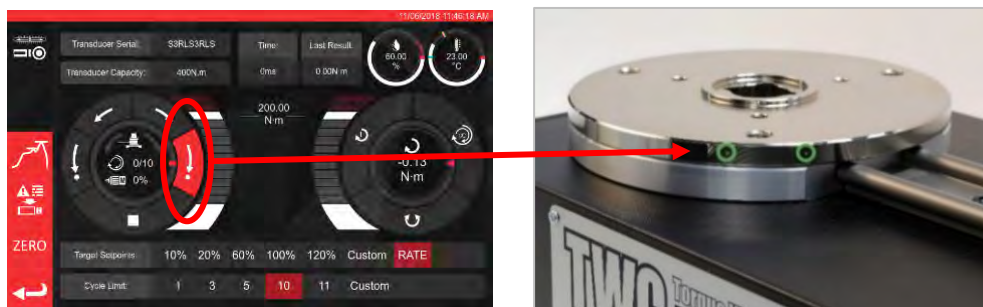 11/06/2018 11:46:18 AM
Transducer Serial: S3RLS3RLS Time: Last Result:
60.00
%
23.00
°C
Transducer Capacity: 400N.m 0ms 0.00N m
200.00
N·m
0/10
0%
-0.13
N·m
ZERO
Target Setpoints: 10% 20% 60% 100% 120% Custom RATE
Cycle Limit: 1 3 5 10 11 Custom
TWC